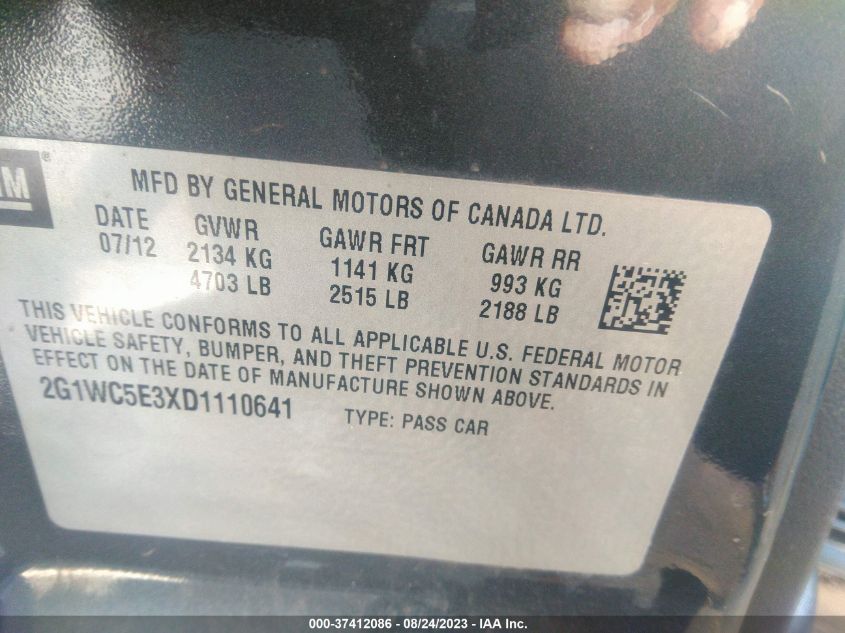 GM®
MFD BY GENERAL MOTORS OF CANADA LTD.
DATE GVWR GAWR FRT GAWR RR
07/12 2134 KG 1141 KG 993 KG
4703 LB 2515 LB 2188 LB
THIS VEHICLE CONFORMS TO ALL APPLICABLE U.S. FEDERAL MOTOR
VEHICLE SAFETY, BUMPER, AND THEFT PREVENTION STANDARDS IN
EFFECT ON THE DATE OF MANUFACTURE SHOWN ABOVE.
2G1WC5E3XD1110641 TYPE: PASS CAR
000-37412086 - 08/24/2023 - IAA Inc.